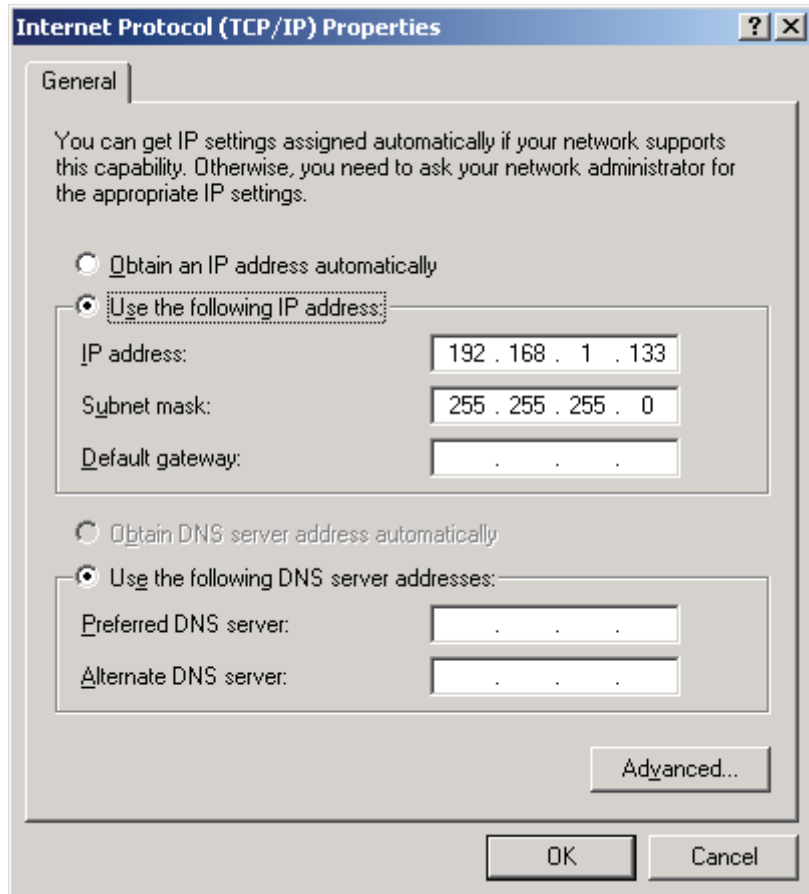 Internet Protocol (TCP/IP) Properties
General
You can get IP settings assigned automatically if your network supports
this capability. Otherwise, you need to ask your network administrator for
the appropriate IP settings.
Obtain an IP address automatically
Use the following IP address:
IP address: 192 . 168 . 1 . 133
Subnet mask: 255 . 255 . 255 . 0
Default gateway: . . .
Obtain DNS server address automatically
Use the following DNS server addresses:
Preferred DNS server: . . .
Alternate DNS server: . . .
Advanced...
OK Cancel